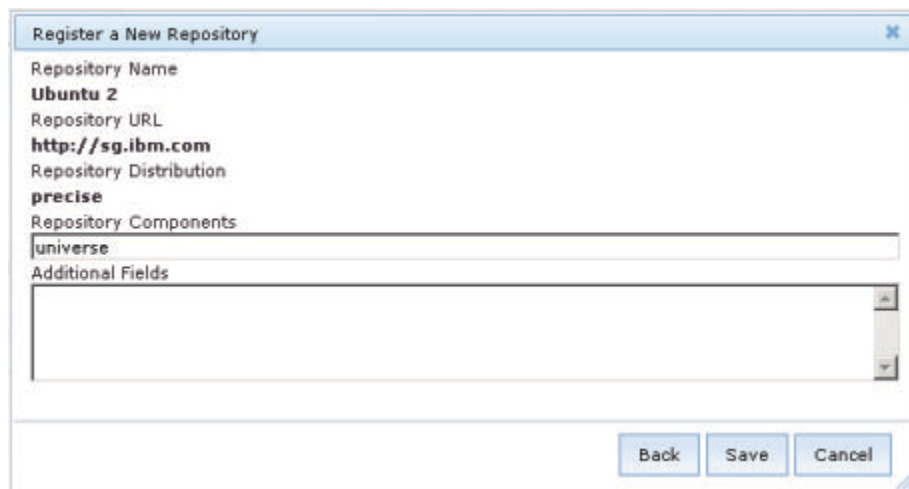 Register a New Repository
Repository Name
Ubuntu 2
Repository URL
http://sg.ibm.com
Repository Distribution
precise
Repository Components
universe
Additional Fields
Back Save Cancel